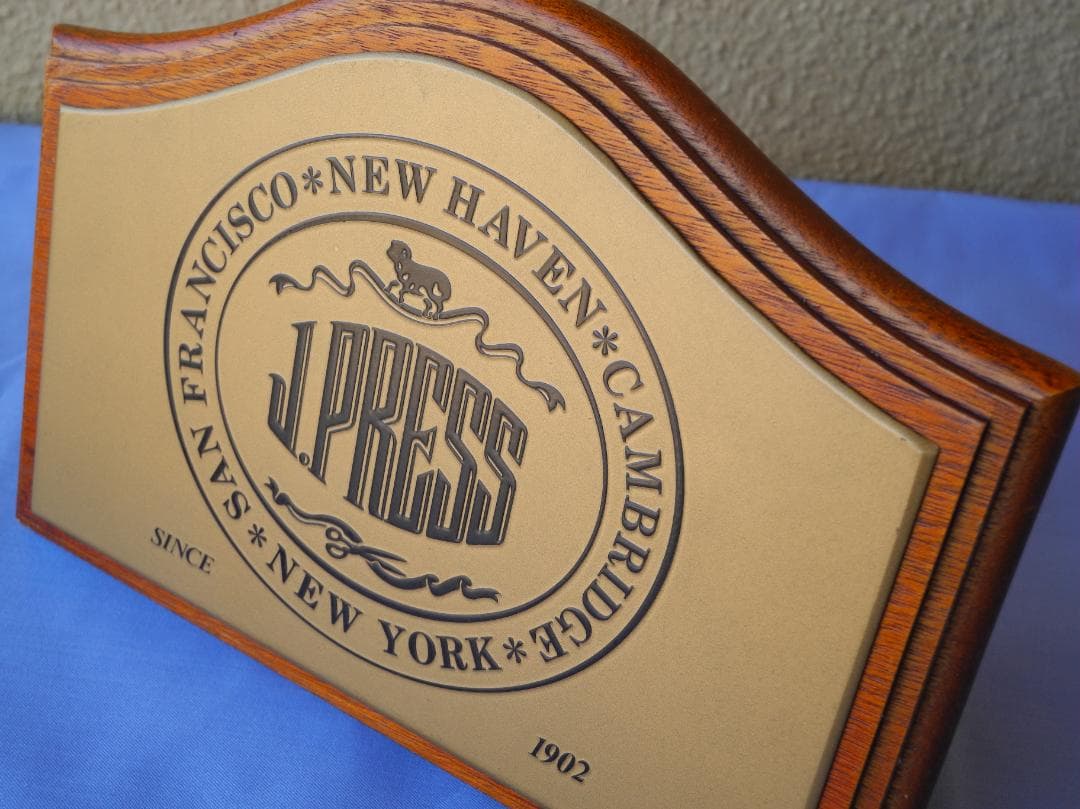 SAN FRANCISCO * NEW HAVEN * CAMBRIDGE * NEW YORK *
J. PRESS
SINCE
1902